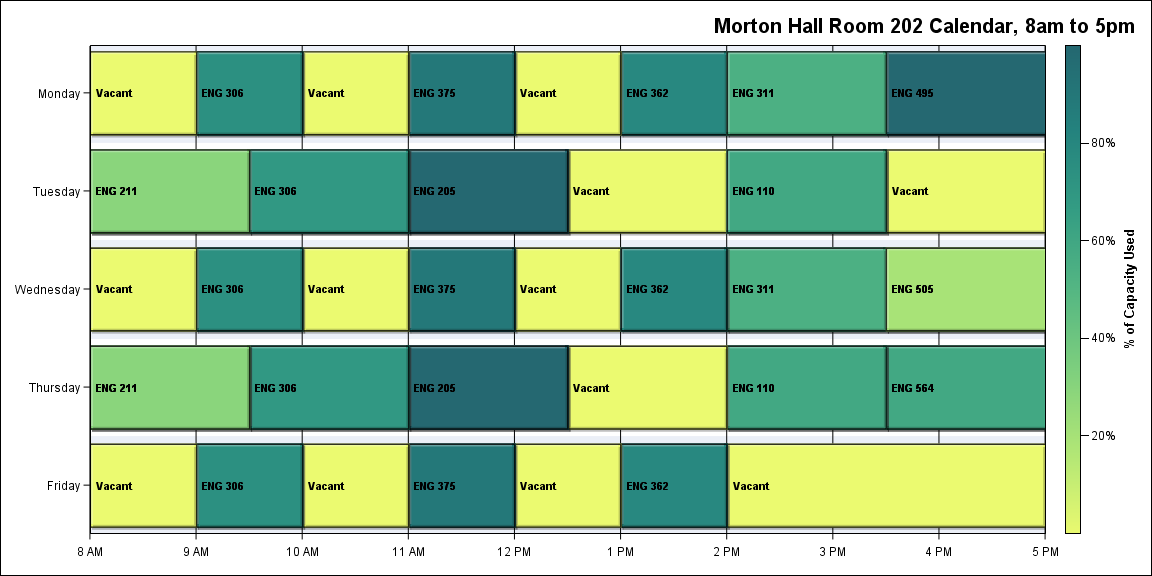 Morton Hall Room 202 Calendar, 8am to 5pm
Monday
Vacant
ENG 306
Vacant
ENG 375
Vacant
ENG 362
ENG 311
ENG 495
Tuesday
ENG 211
ENG 306
ENG 205
Vacant
ENG 110
Vacant
Wednesday
Vacant
ENG 306
Vacant
ENG 375
Vacant
ENG 362
ENG 311
ENG 505
Thursday
ENG 211
ENG 306
ENG 205
Vacant
ENG 110
ENG 564
Friday
Vacant
ENG 306
Vacant
ENG 375
Vacant
ENG 362
Vacant
8 AM
9 AM
10 AM
11 AM
12 PM
1 PM
2 PM
3 PM
4 PM
5 PM
80%
60%
40%
20%
% of Capacity Used